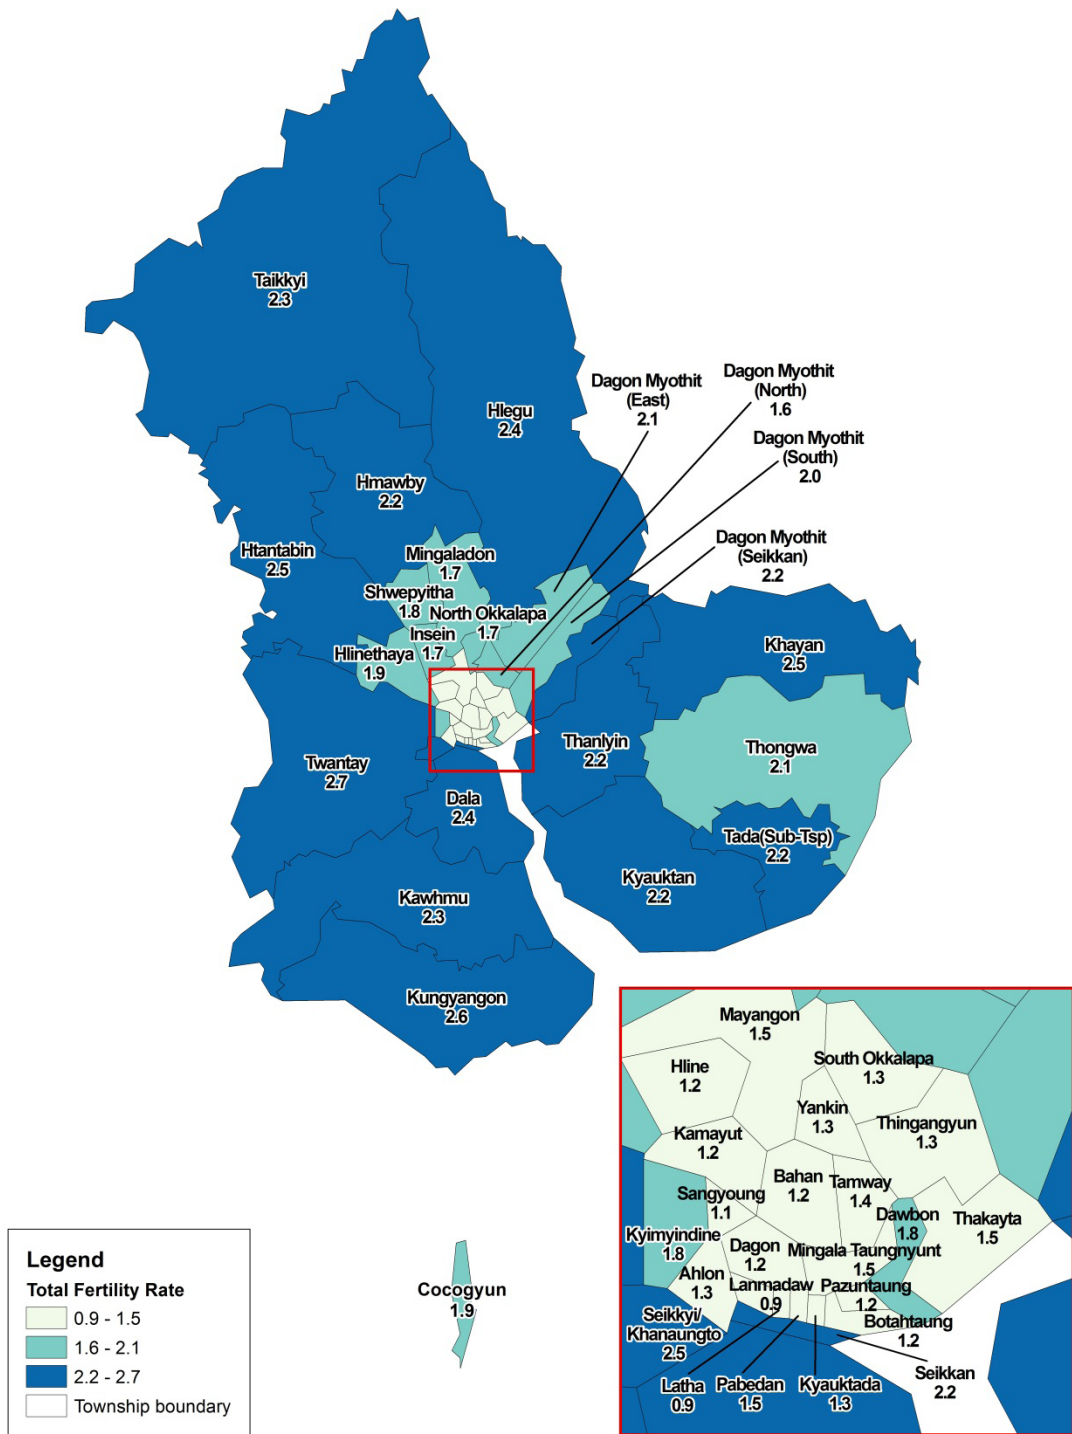 Taikkyi
2.3
Hlegu
2.4
Dagon Myothit
(East)
2.1
Dagon Myothit
(North)
1.6
Dagon Myothit
(South)
2.0
Dagon Myothit
(Seikkan)
2.2
Hmawby
2.2
Htantabin
2.5
Mingaladon
1.7
Shwepyitha
1.8
North Okkalapa
1.7
Insein
1.7
Hlinethaya
1.9
Khayan
2.5
Thongwa
2.1
Thanlyin
2.2
Twantay
2.7
Dala
2.4
Tada(Sub-Tsp)
2.2
Kyauktan
2.2
Kawhmu
2.3
Kungyangon
2.6
Cocogyun
1.9
Mayangon
1.5
Hline
1.2
South Okkalapa
1.3
Yankin
1.3
Thingangyun
1.3
Kamayut
1.2
Bahan
1.2
Tamway
1.4
Sangyoung
1.1
Dawbon
1.8
Thakayta
1.5
Kyimyindine
1.8
Dagon
1.2
Mingala Taungnyunt
1.5
Ahlon
1.3
Lanmadaw
0.9
Pazuntaung
1.2
Botahtaung
1.2
Seikkyi/
Khanaungto
2.5
Latha
0.9
Pabedan
1.5
Kyauktada
1.3
Seikkan
2.2
Legend
Total Fertility Rate
0.9 - 1.5
1.6 - 2.1
2.2 - 2.7
Township boundary